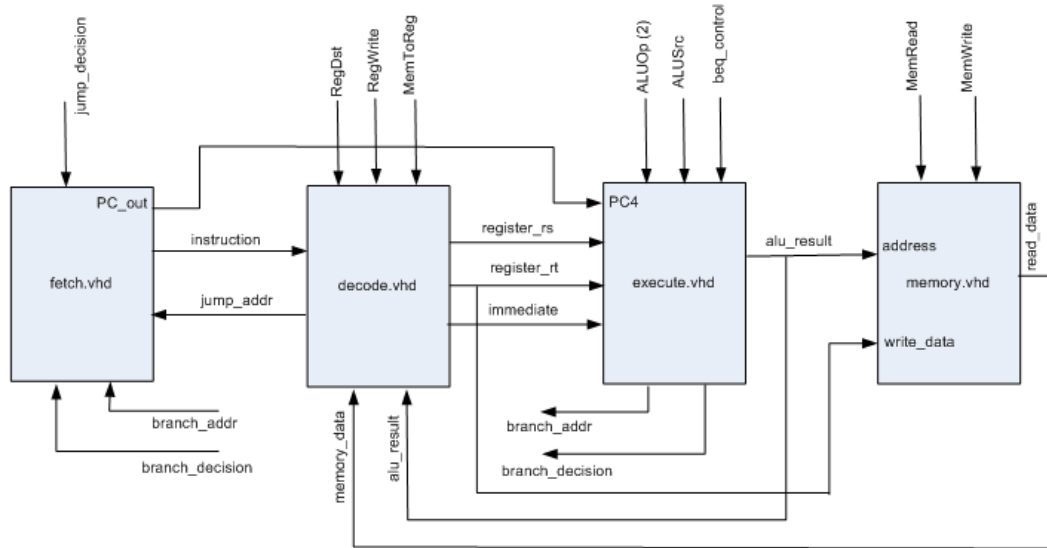 jump_decision
RegDst
RegWrite
MemToReg
ALUOp (2)
ALUSrc
beq_control
MemRead
MemWrite
PC_out
fetch.vhd
instruction
jump_addr
decode.vhd
register_rs
register_rt
immediate
PC4
execute.vhd
alu_result
address
memory.vhd
write_data
read_data
branch_addr
branch_decision
memory_data
alu_result
branch_addr
branch_decision